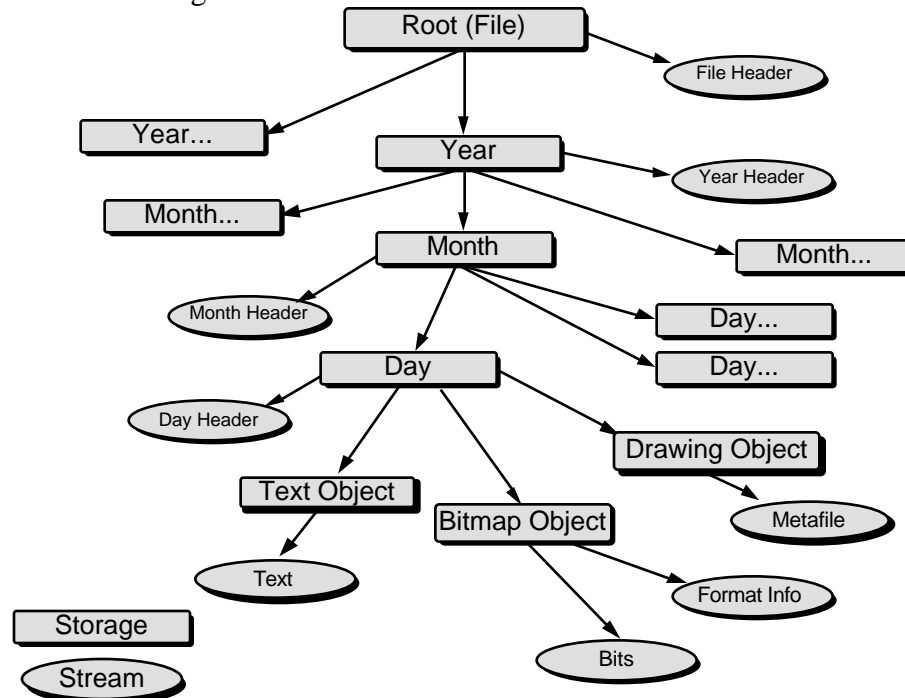 Root (File)
File Header
Year...
Year
Year Header
Month...
Month
Month...
Month Header
Day...
Day
Day...
Day Header
Drawing Object
Text Object
Bitmap Object
Metafile
Text
Format Info
Storage
Bits
Stream